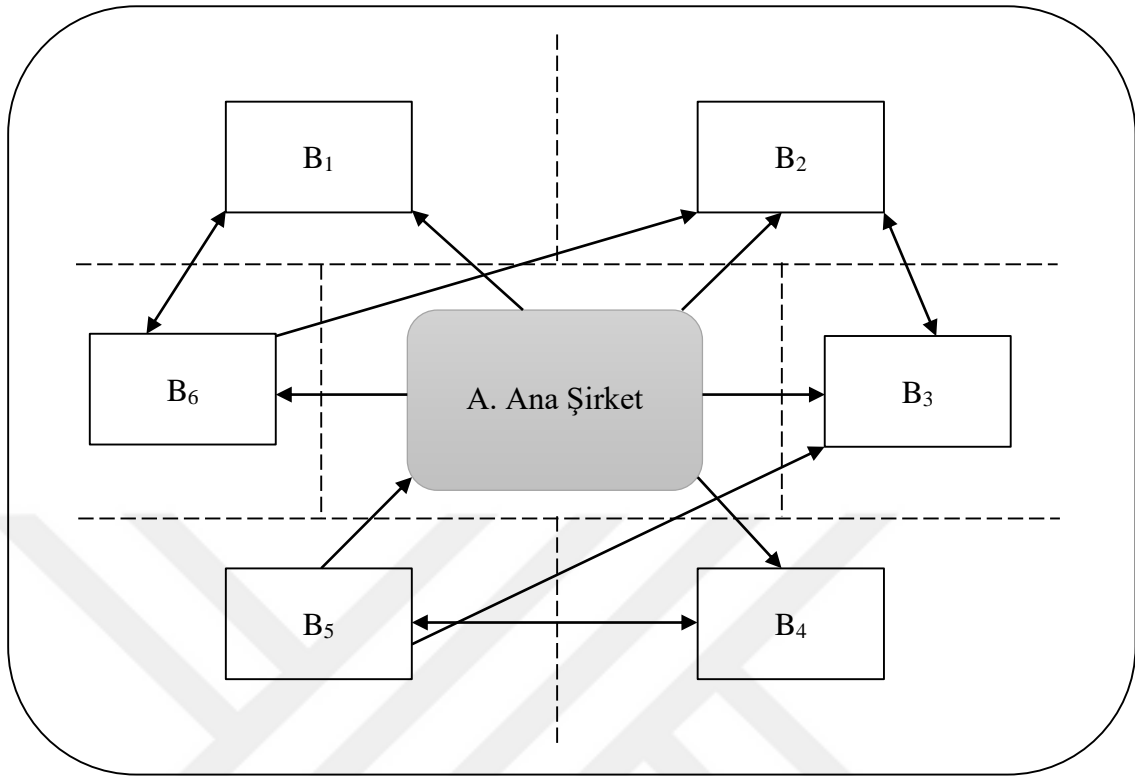 B₁
B₂
B₆
A. Ana Şirket
B₃
B₅
B₄